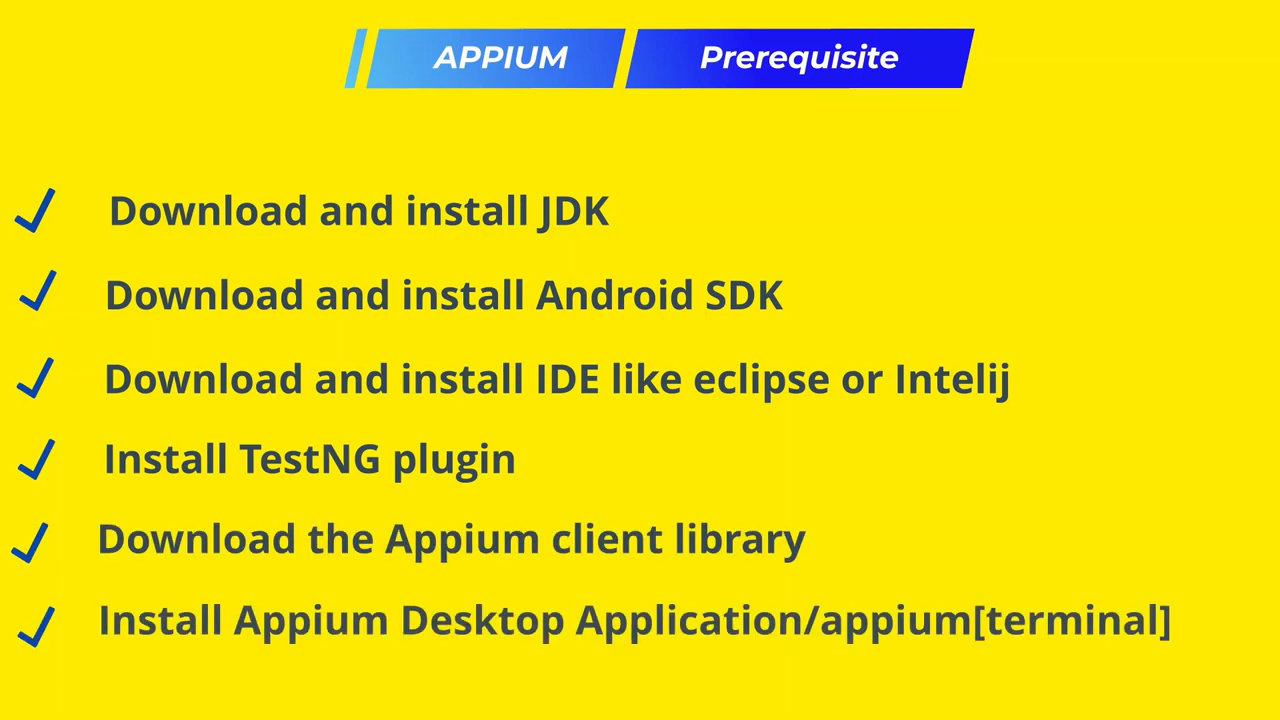 APPIUM Prerequisite
Download and install JDK
Download and install Android SDK
Download and install IDE like eclipse or Intelij
Install TestNG plugin
Download the Appium client library
Install Appium Desktop Application/appium[terminal]